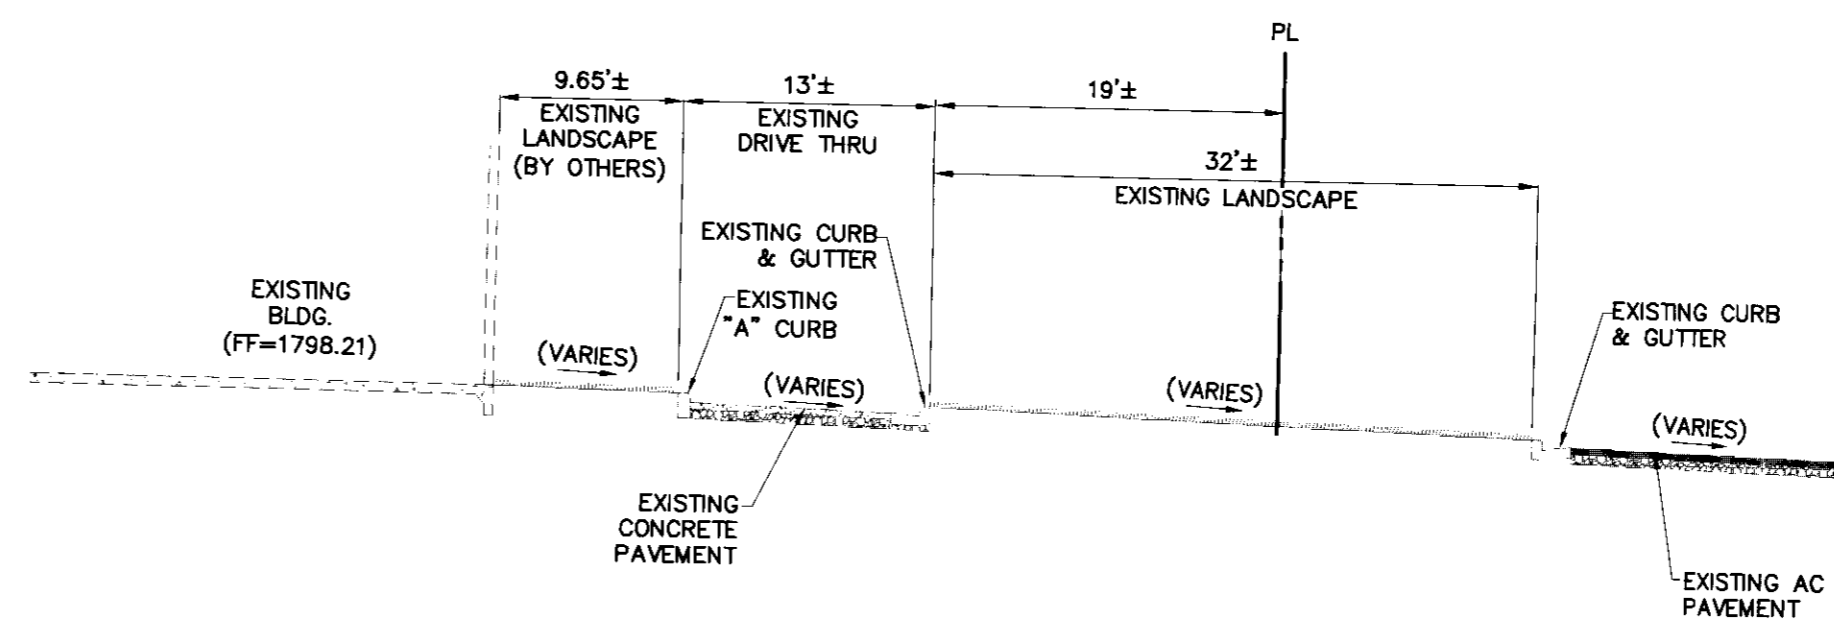 PL
9.65'±
EXISTING
LANDSCAPE
(BY OTHERS)
13'±
EXISTING
DRIVE THRU
19'±
32'±
EXISTING LANDSCAPE
EXISTING CURB
& GUTTER
EXISTING
BLDG.
(FF=1798.21)
EXISTING
"A" CURB
(VARIES)
(VARIES)
(VARIES)
EXISTING CURB
& GUTTER
(VARIES)
EXISTING
CONCRETE
PAVEMENT
EXISTING AC
PAVEMENT